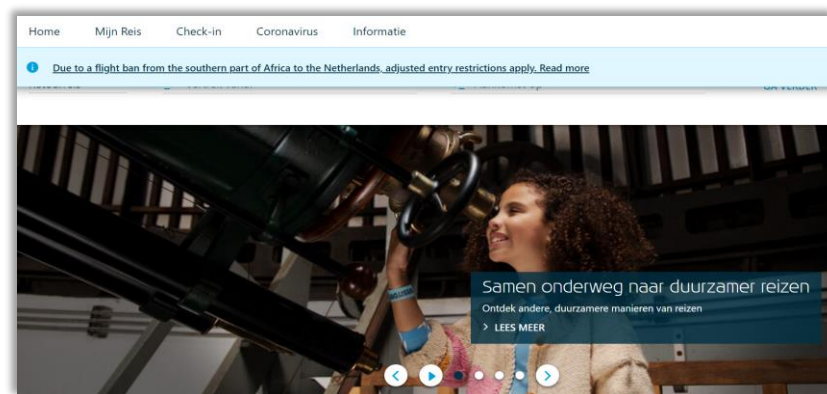 Home Mijn Reis Check-in Coronavirus Informatie
Due to a flight ban from the southern part of Africa to the Netherlands, adjusted entry restrictions apply. Read more
Samen onderweg naar duurzamer reizen
Ontdek andere, duurzamere manieren van reizen
> LEES MEER